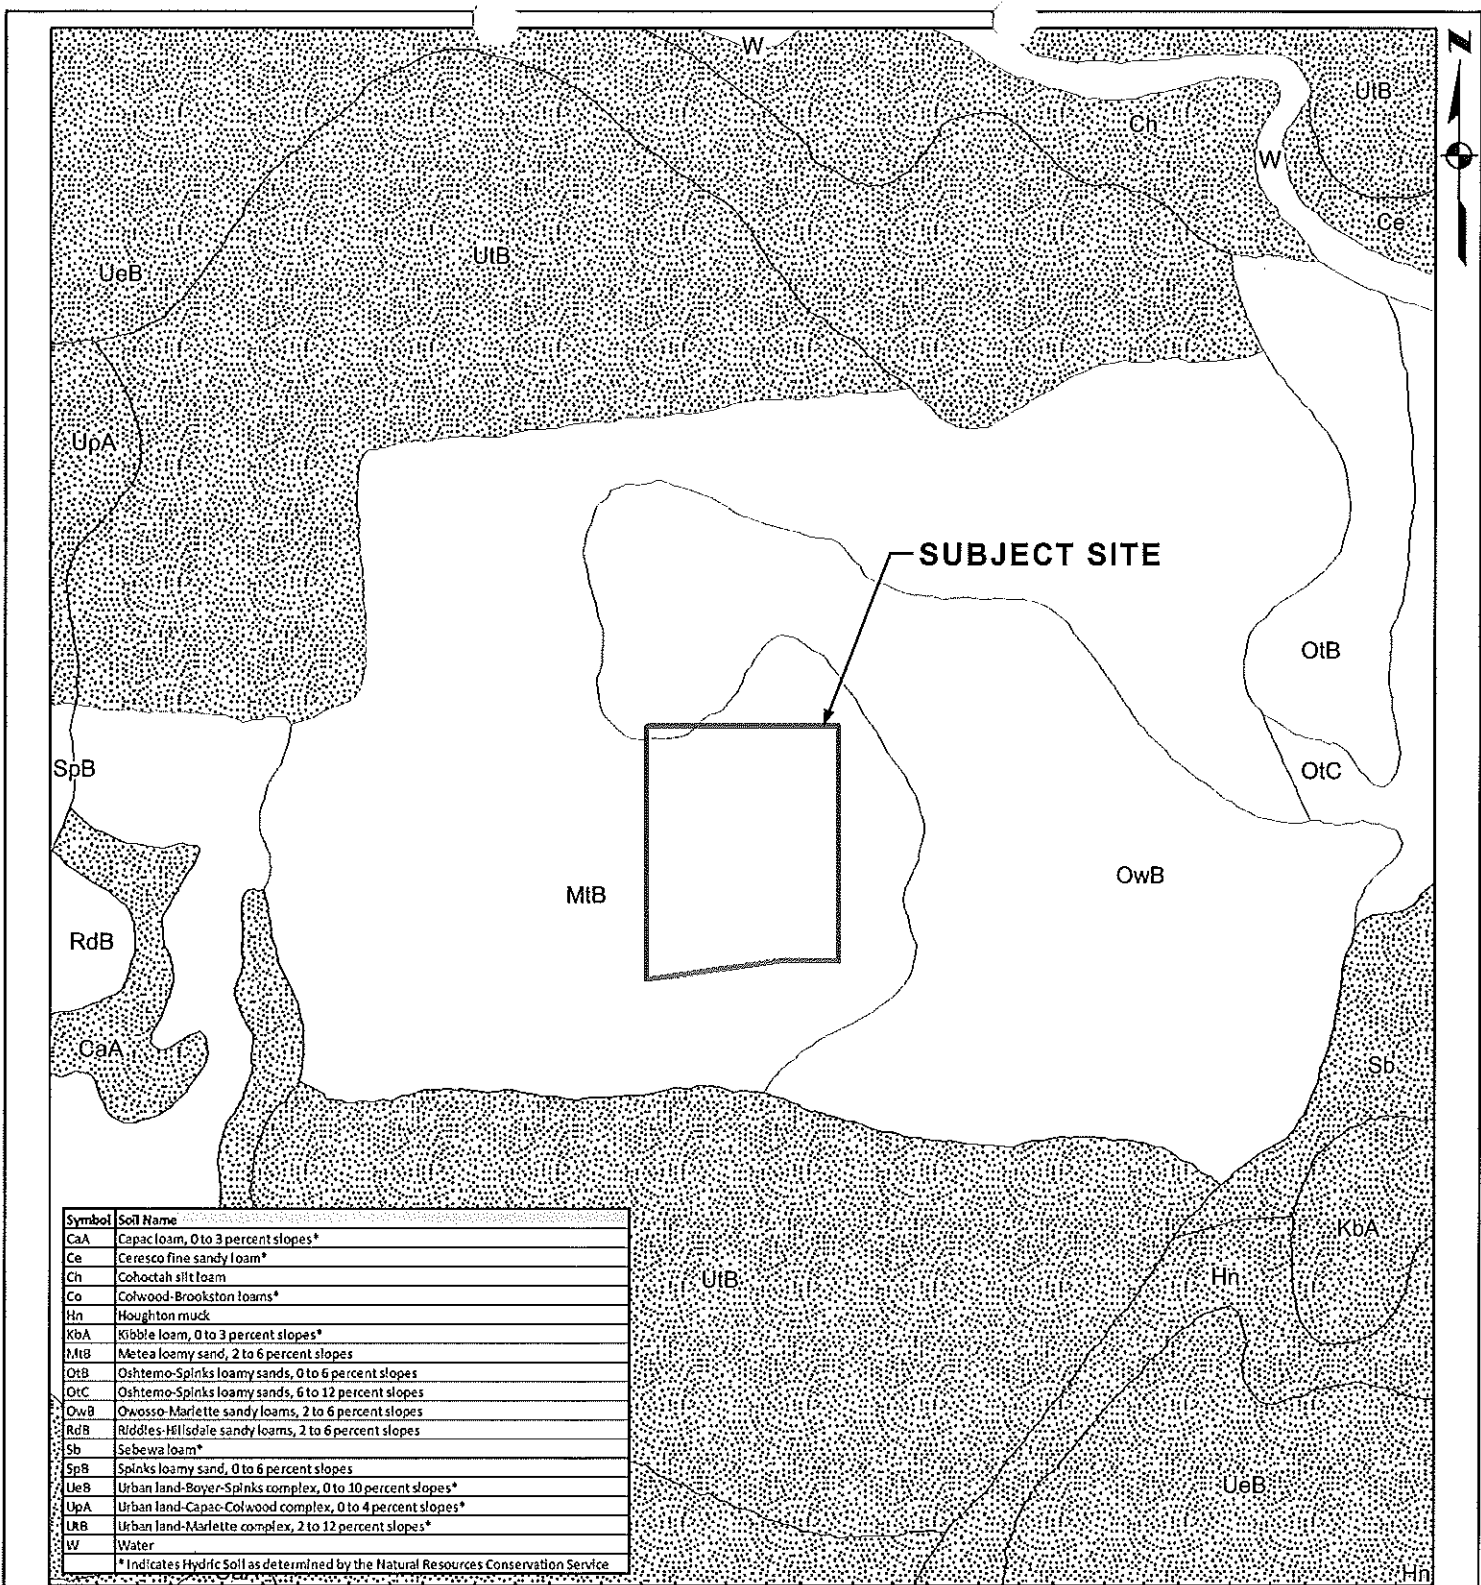 W
N
UtB
Ch
W
Ce
UeB
UtB
UpA
SUBJECT SITE
OtB
SpB
OtC
MtB
OwB
RdB
CaA
Sb
Symbol Soil Name
CaA Capac loam, 0 to 3 percent slopes*
Ce Ceresco fine sandy loam*
Ch Cohoctah silt loam
Co Colwood-Brookston loams*
Hn Houghton muck
KbA Kibbie loam, 0 to 3 percent slopes*
MtB Metea loamy sand, 2 to 6 percent slopes
OtB Oshtemo-Spinks loamy sands, 0 to 6 percent slopes
OtC Oshtemo-Spinks loamy sands, 6 to 12 percent slopes
OwB Owosso-Marlette sandy loams, 2 to 6 percent slopes
RdB Riddles-Hillsdale sandy loams, 2 to 6 percent slopes
Sb Sebewa loam*
SpB Spinks loamy sand, 0 to 6 percent slopes
UeB Urban land-Boyer-Spinks complex, 0 to 10 percent slopes*
UpA Urban land-Capac-Colwood complex, 0 to 4 percent slopes*
UtB Urban land-Marlette complex, 2 to 12 percent slopes*
W Water
* Indicates Hydric Soil as determined by the Natural Resources Conservation Service
KbA
UtB
Hn
UeB
Hn